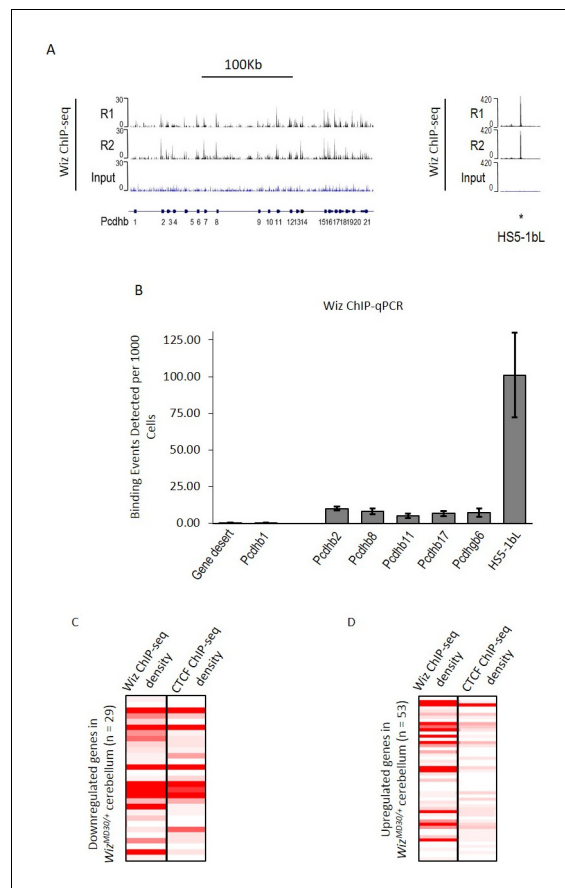 A
100Kb
Wiz ChIP-seq
30
R1
0
30
R2
0
30
Input
0
Pcdhb
1 2 3 4 5 6 7 8 9 10 11 12 13 14 15 16 17 18 19 20 21
Wiz ChIP-seq
420
R1
0
420
R2
0
420
Input
0
*
HS5-1bL
B
Wiz ChIP-qPCR
Binding Events Detected per 1000
Cells
125.00
100.00
75.00
50.00
25.00
0.00
Gene desert
Pcdhb1
Pcdhb2
Pcdhb8
Pcdhb11
Pcdhb17
Pcdhgb6
HS5-1bL
C
Wiz ChIP-seq
density
CTCF ChIP-seq
density
Downregulated genes in
Wiz^MD30/+ cerebellum (n = 29)
D
Wiz ChIP-seq
density
CTCF ChIP-seq
density
Upregulated genes in
Wiz^MD30/+ cerebellum (n = 53)